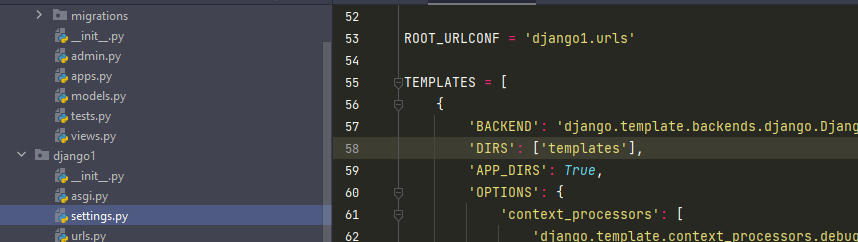 migrations
__init__.py
admin.py
apps.py
models.py
tests.py
views.py
django1
__init__.py
asgi.py
settings.py
urls.py
52
53 ROOT_URLCONF = 'django1.urls'
54
55 TEMPLATES = [
56 {
57 'BACKEND': 'django.template.backends.django.Djang
58 'DIRS': ['templates'],
59 'APP_DIRS': True,
60 'OPTIONS': {
61 'context_processors': [
62 'django.template.context_processors.debug